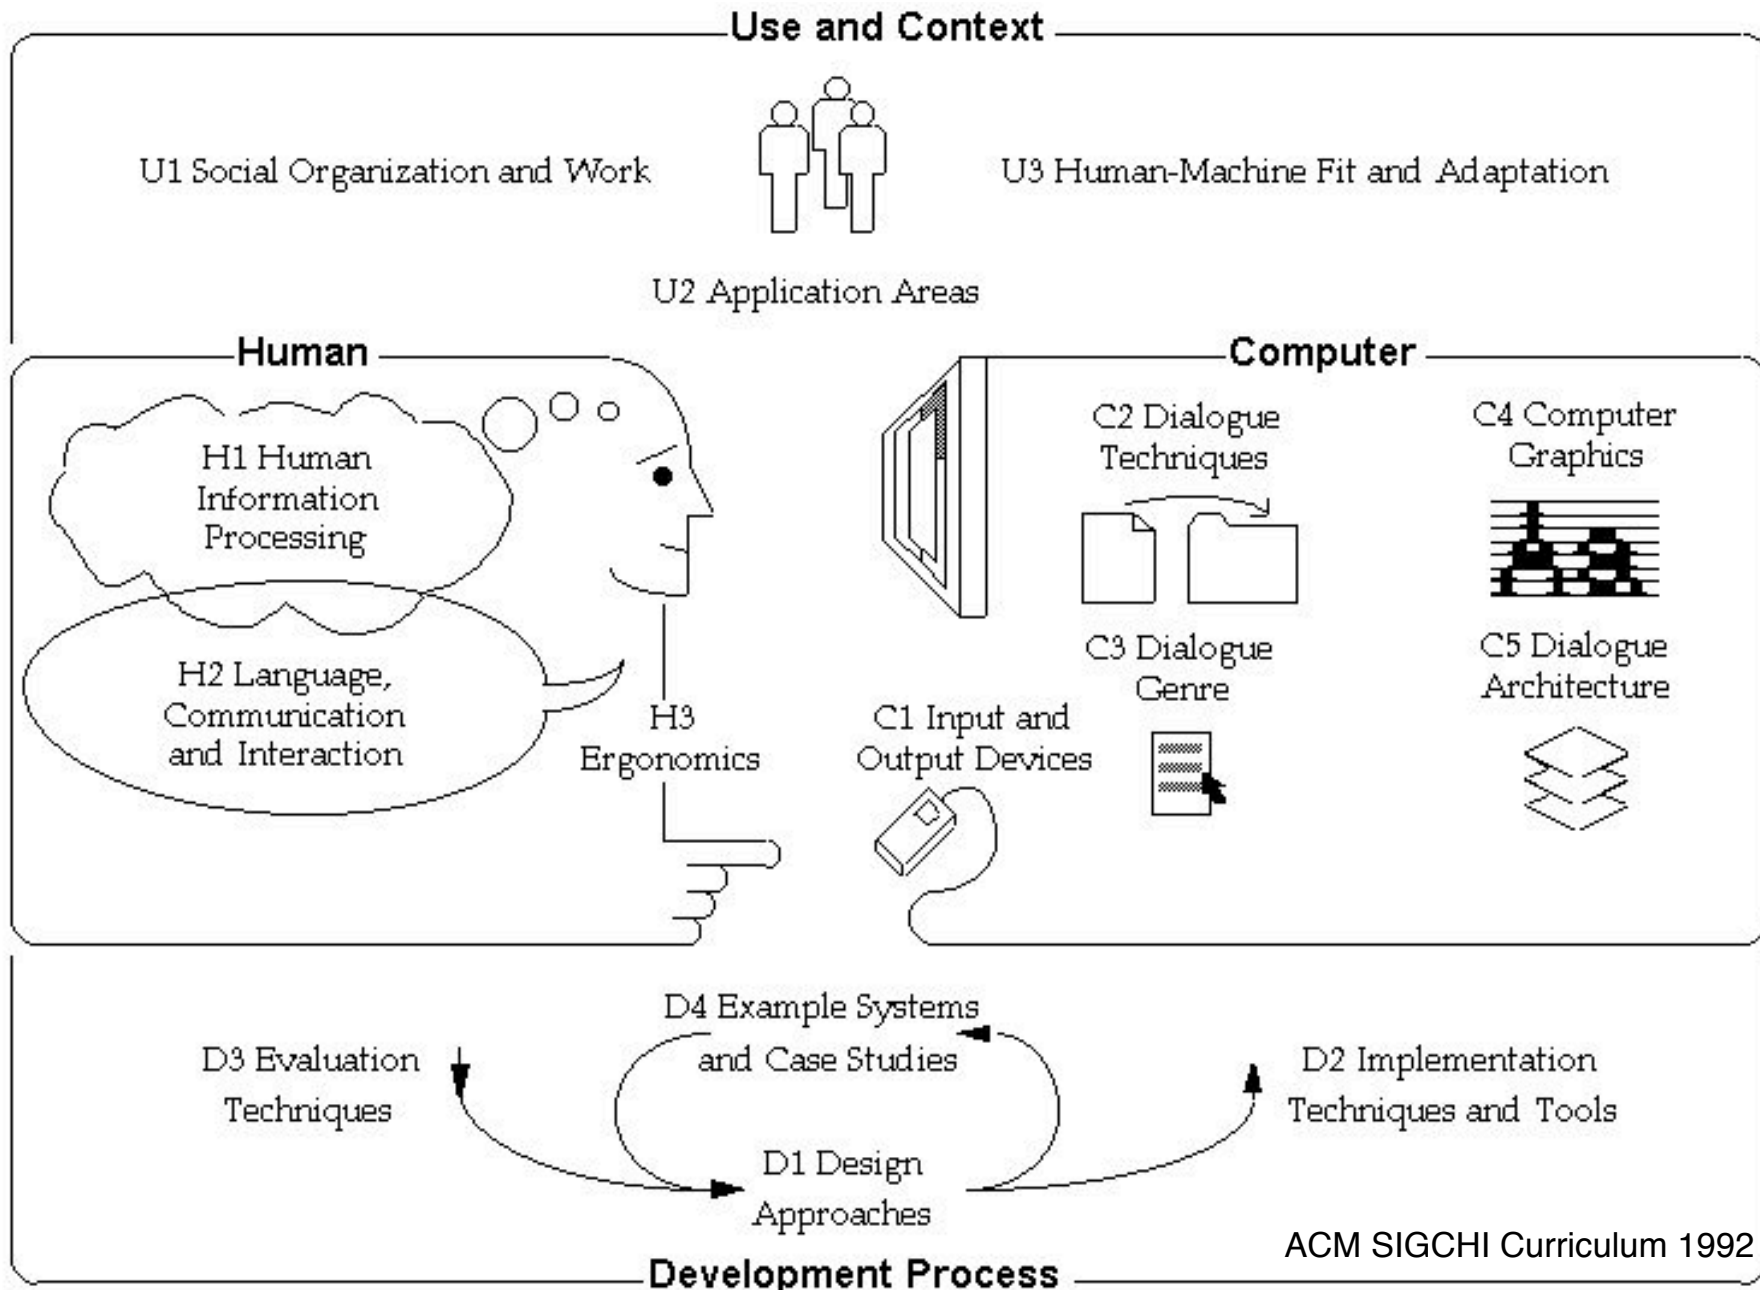 Use and Context
U1 Social Organization and Work
U3 Human-Machine Fit and Adaptation
U2 Application Areas
Human
H1 Human
Information
Processing
H2 Language,
Communication
and Interaction
H3
Ergonomics
Computer
C1 Input and
Output Devices
C2 Dialogue
Techniques
C3 Dialogue
Genre
C4 Computer
Graphics
C5 Dialogue
Architecture
D3 Evaluation
Techniques
D4 Example Systems
and Case Studies
D1 Design
Approaches
D2 Implementation
Techniques and Tools
ACM SIGCHI Curriculum 1992
Development Process